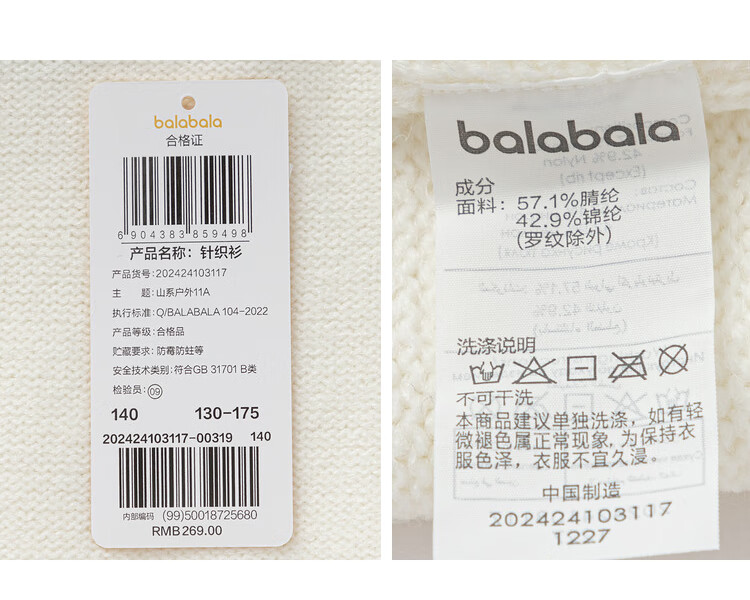 balabala
合格证
6904383859498
产品名称：针织衫
产品货号：202424103117
主 题：山系户外11A
执行标准：Q/BALABALA 104-2022
产品等级：合格品
贮藏要求：防霉防蛀等
安全技术类别：符合GB 31701 B类
检验员：09
140 130-175
202424103117-00319 140
内部编码 (99)50018725680
RMB269.00
balabala
成分
面料：57.1%腈纶
42.9%锦纶
(罗纹除外)
洗涤说明
不可干洗
本商品建议单独洗涤，如有轻
微褪色属正常现象，为保持衣
服色泽，衣服不宜久浸。
中国制造
202424103117
1227